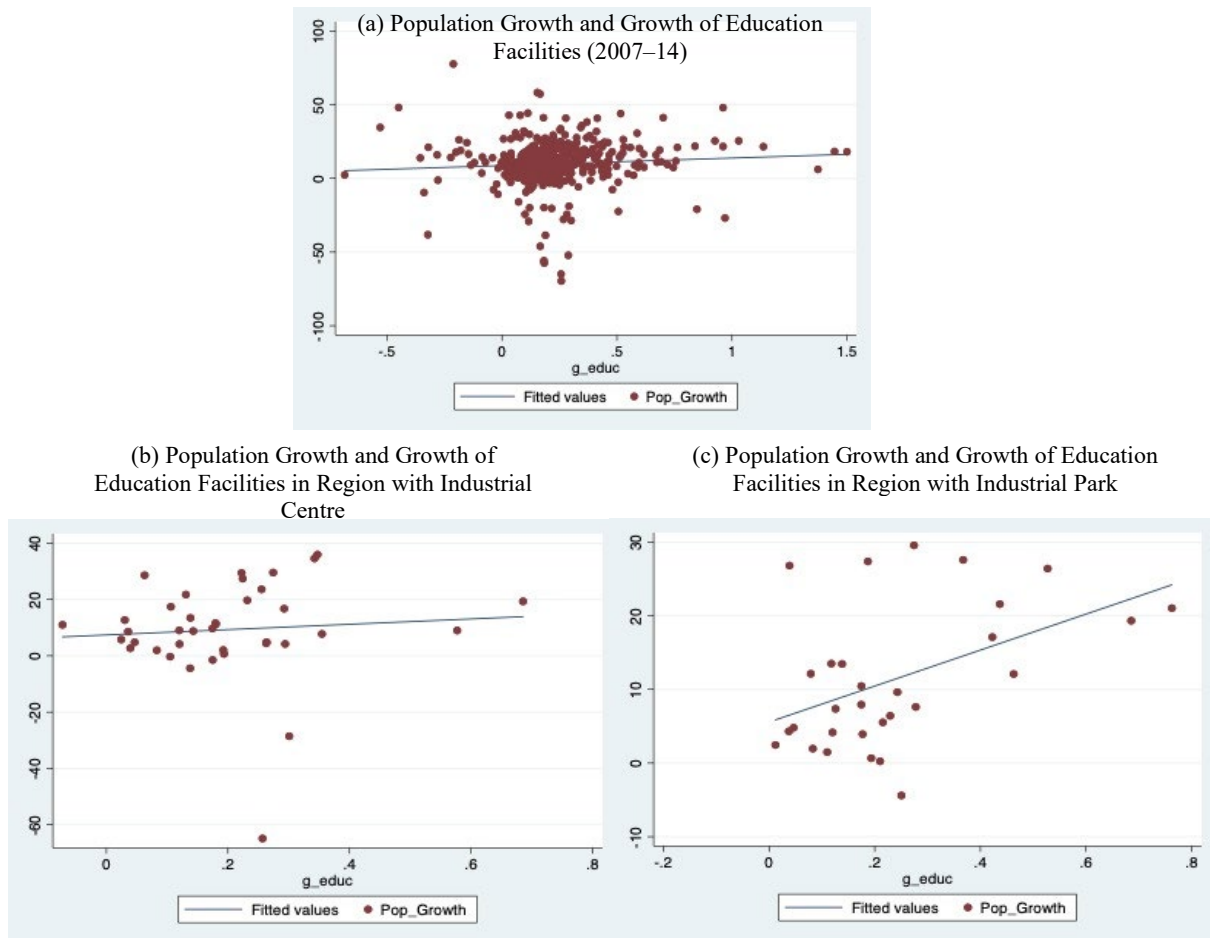 (a) Population Growth and Growth of Education
Facilities (2007–14)
100
50
0
-50
-100
-.5 0 .5 1 1.5
g_educ
Fitted values Pop_Growth
(b) Population Growth and Growth of
Education Facilities in Region with Industrial
Centre
40
20
0
-20
-40
-60
0 .2 .4 .6 .8
g_educ
Fitted values Pop_Growth
(c) Population Growth and Growth of Education
Facilities in Region with Industrial Park
30
20
10
0
-10
-.2 0 .2 .4 .6 .8
g_educ
Fitted values Pop_Growth